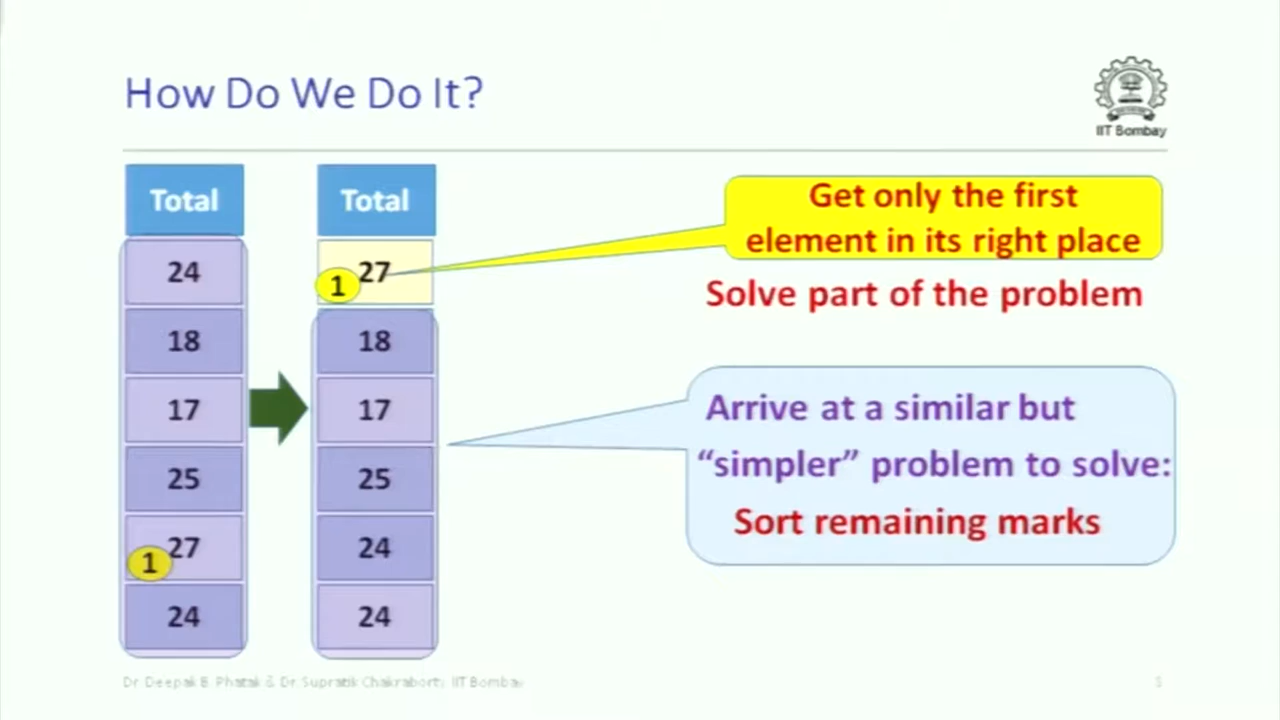 How Do We Do It?
IIT Bombay
Total
24
18
17
25
27
1
24
Total
27
1
18
17
25
24
24
Get only the first
element in its right place
Solve part of the problem
Arrive at a similar but
“simpler” problem to solve:
Sort remaining marks
Dr Deepak B Phatak & Dr Supratik Chakraborty IIT Bombay